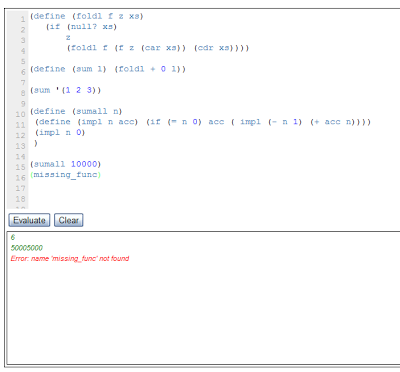 1 (define (foldl f z xs)
2 (if (null? xs)
3 z
4 (foldl f (f z (car xs)) (cdr xs))))
5
6 (define (sum l) (foldl + 0 l))
7
8 (sum '(1 2 3))
9
10 (define (sumall n)
11 (define (impl n acc) (if (= n 0) acc ( impl (- n 1) (+ acc n))))
12 (impl n 0)
13 )
14
15 (sumall 10000)
16 (missing_func)
17
18
19
Evaluate Clear
6
50005000
Error: name 'missing_func' not found